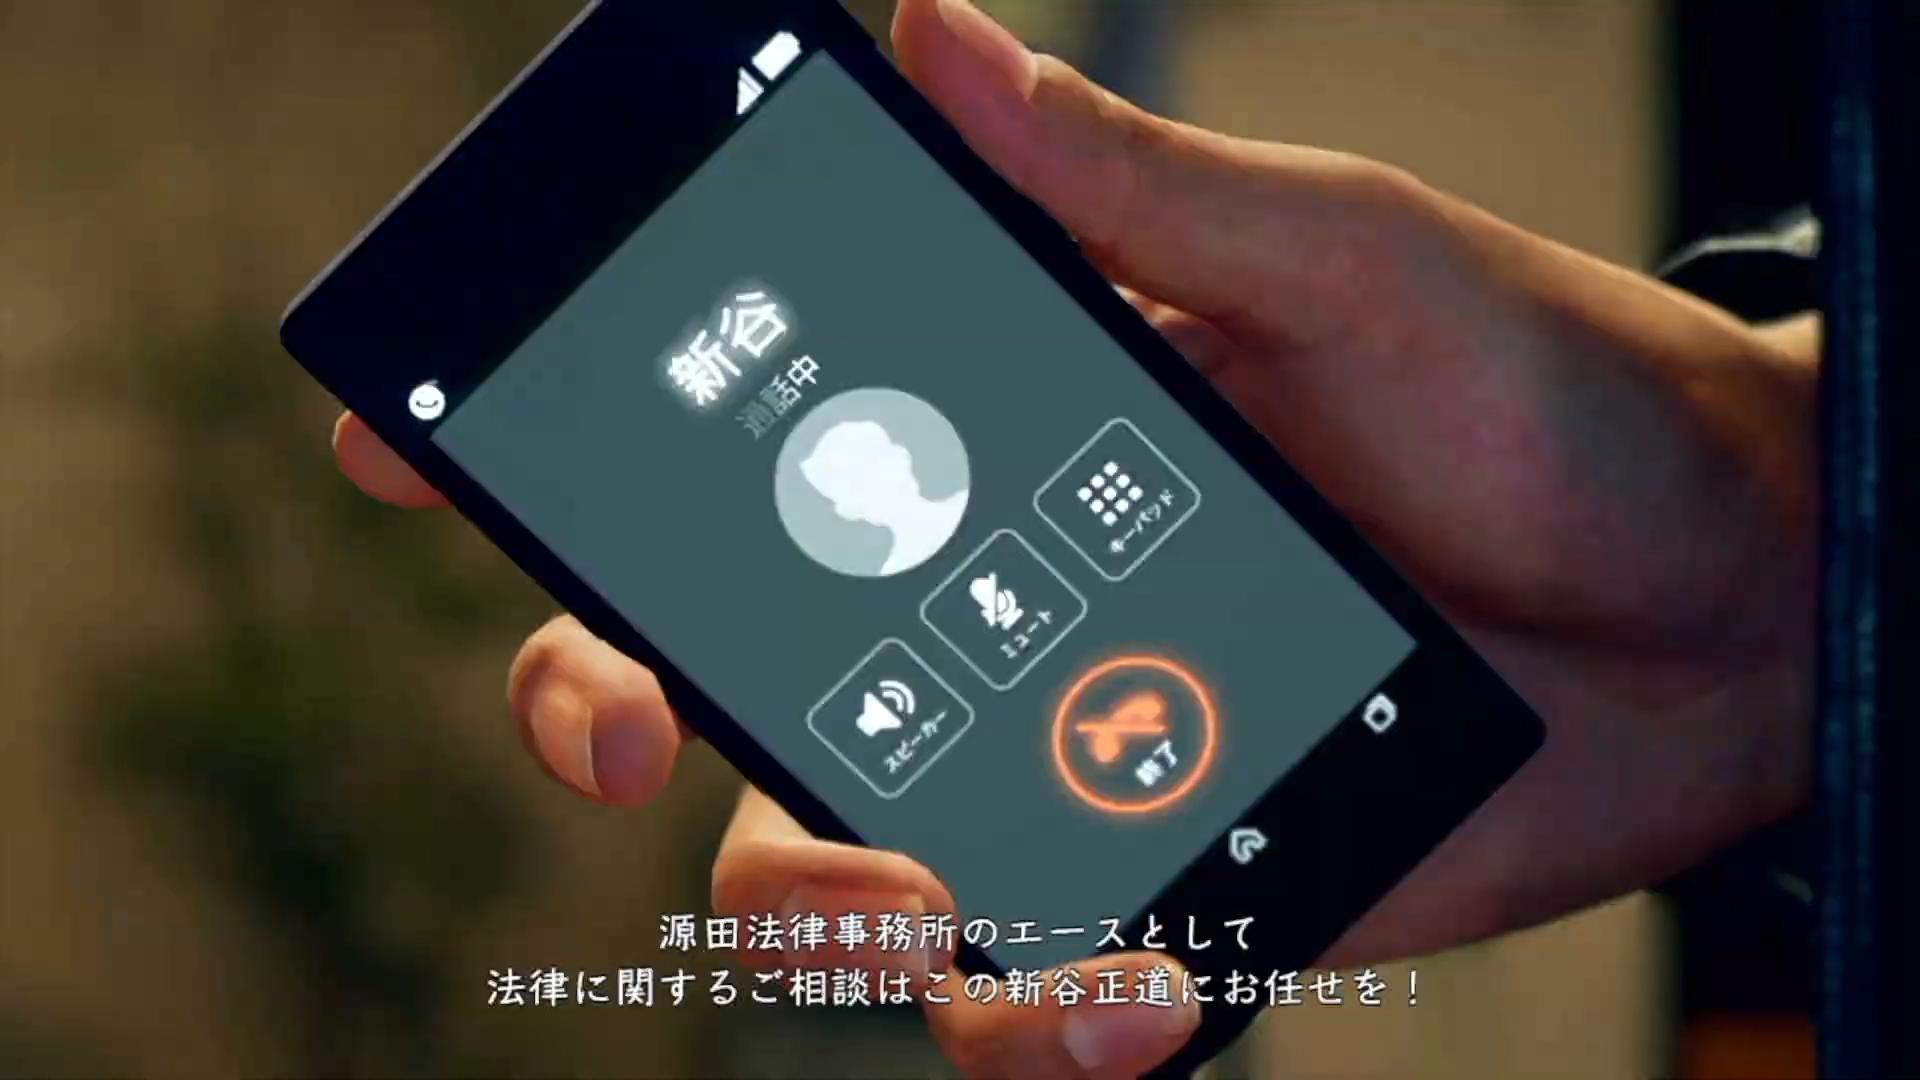 新谷
通話中
キーパッド
ミュート
スピーカー
終了
源田法律事務所のエースとして
法律に関するご相談はこの新谷正道にお任せを！